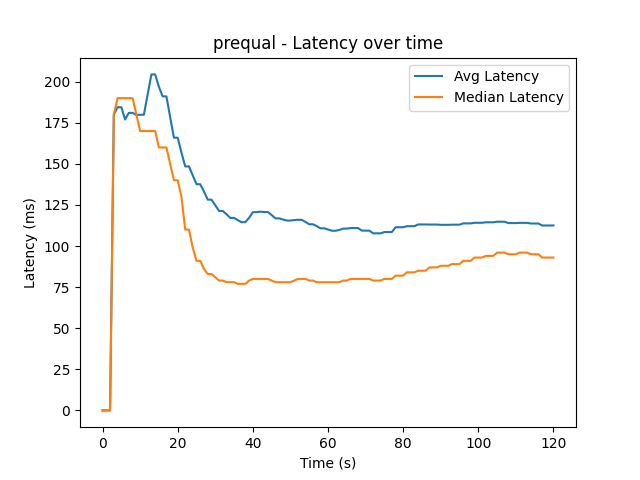 prequal - Latency over time
Avg Latency
Median Latency
Latency (ms)
200
175
150
125
100
75
50
25
0
0 20 40 60 80 100 120
Time (s)